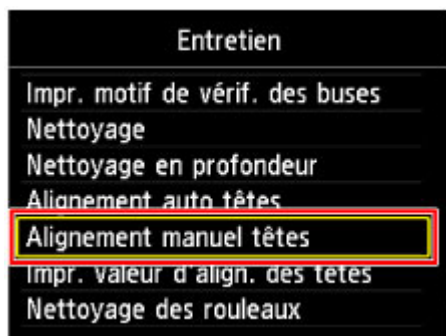 Entretien
Impr. motif de vérif. des buses
Nettoyage
Nettoyage en profondeur
Alignement auto têtes
Alignement manuel têtes
Impr. valeur d'align. des têtes
Nettoyage des rouleaux